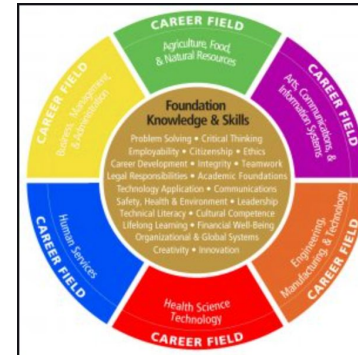 CAREER FIELD
Agriculture, Food,
& Natural Resources
CAREER FIELD
Arts, Communications, &
Information Systems
CAREER FIELD
Engineering,
Manufacturing, & Technology
CAREER FIELD
Health Science
Technology
CAREER FIELD
Human Services
CAREER FIELD
Business, Management,
& Administration
Foundation
Knowledge & Skills
Problem Solving • Critical Thinking
Employability • Citizenship • Ethics
Career Development • Integrity • Teamwork
Legal Responsibilities • Academic Foundations
Technology Application • Communications
Safety, Health & Environment • Leadership
Technical Literacy • Cultural Competence
Lifelong Learning • Financial Well-Being
Organizational & Global Systems
Creativity • Innovation